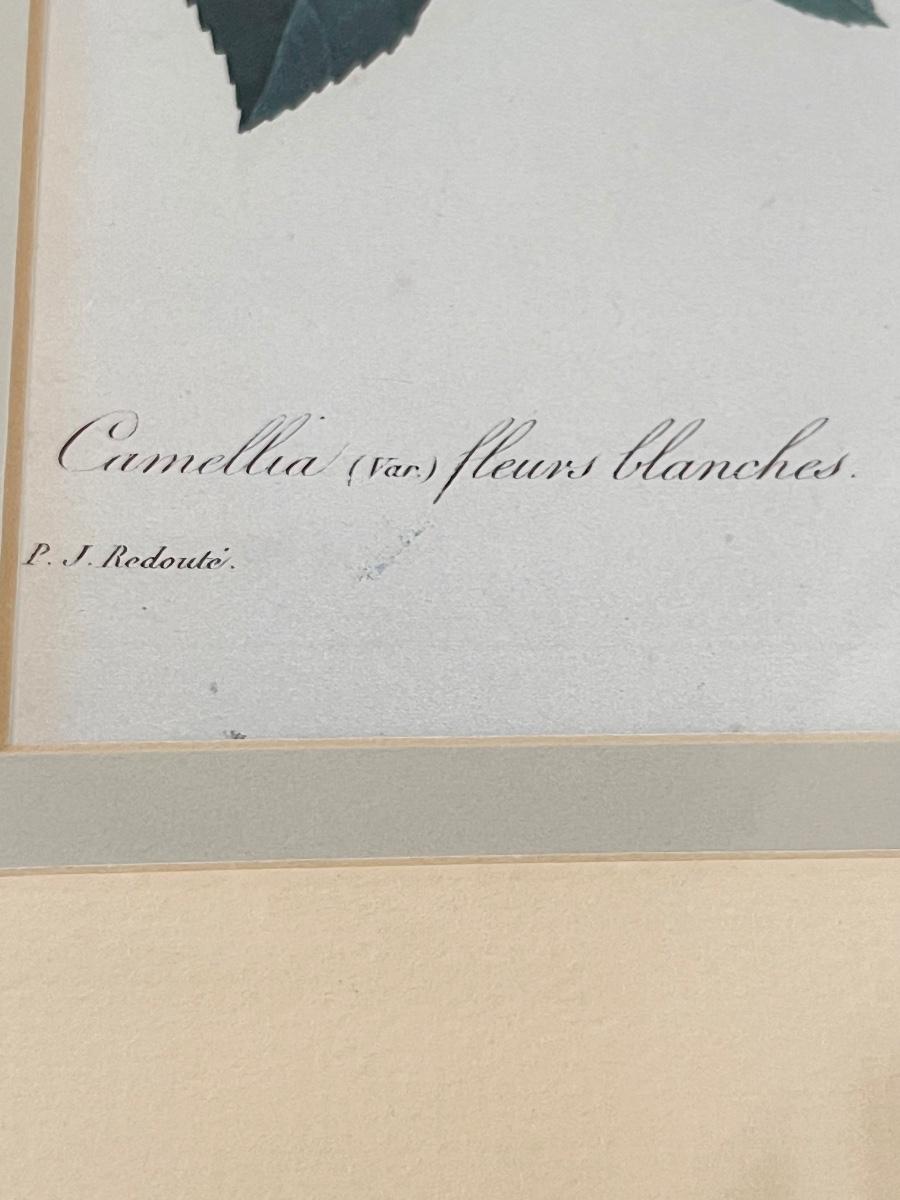 Camellia (Var.) fleurs blanches.
P. J. Redouté.